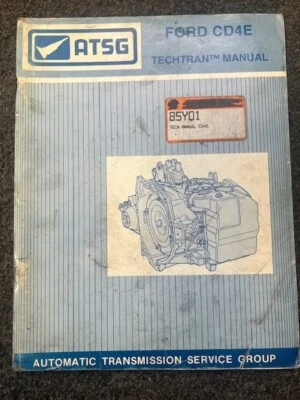 ATSG
FORD CD4E
TECHTRAN™ MANUAL
85Y01
TECH MANUAL CD4E
AUTOMATIC TRANSMISSION SERVICE GROUP